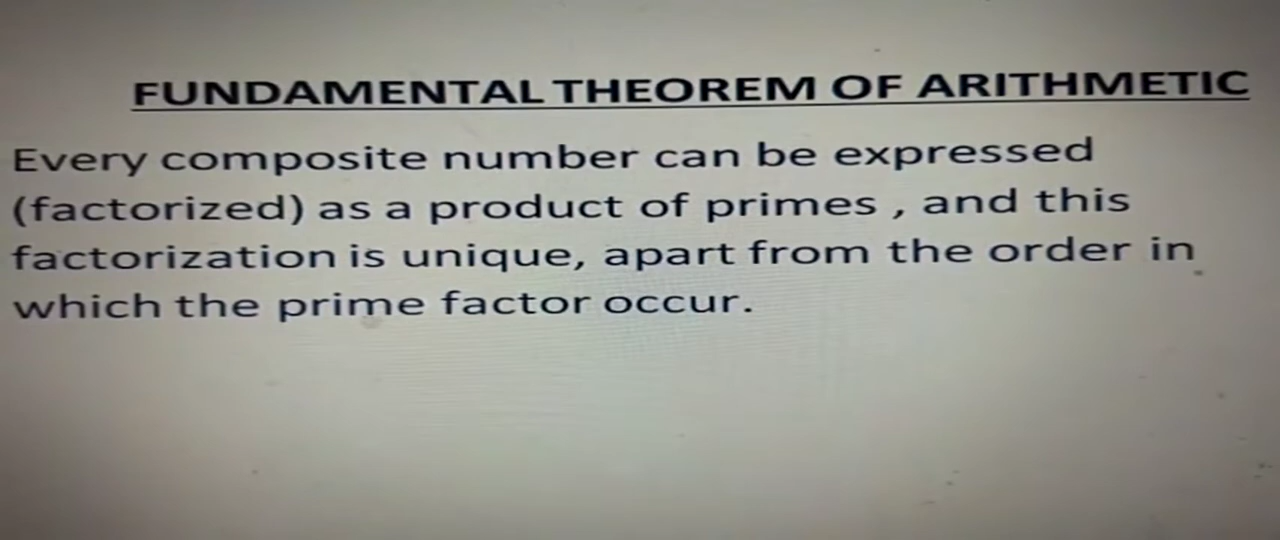 FUNDAMENTAL THEOREM OF ARITHMETIC
Every composite number can be expressed
(factorized) as a product of primes , and this
factorization is unique, apart from the order in
which the prime factor occur.